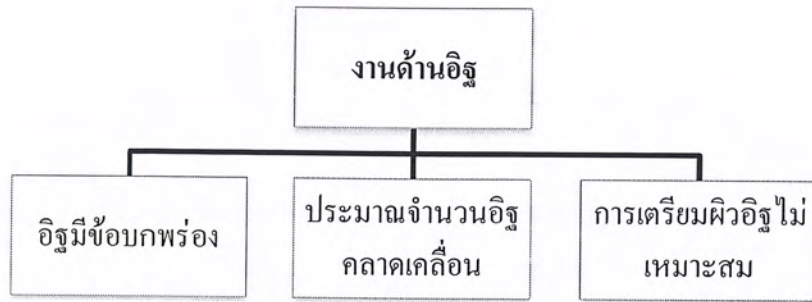 งานด้านอิฐ
อิฐมีข้อบกพร่อง
ประมาณจำนวนอิฐ
คลาดเคลื่อน
การเตรียมผิวอิฐไม่
เหมาะสม